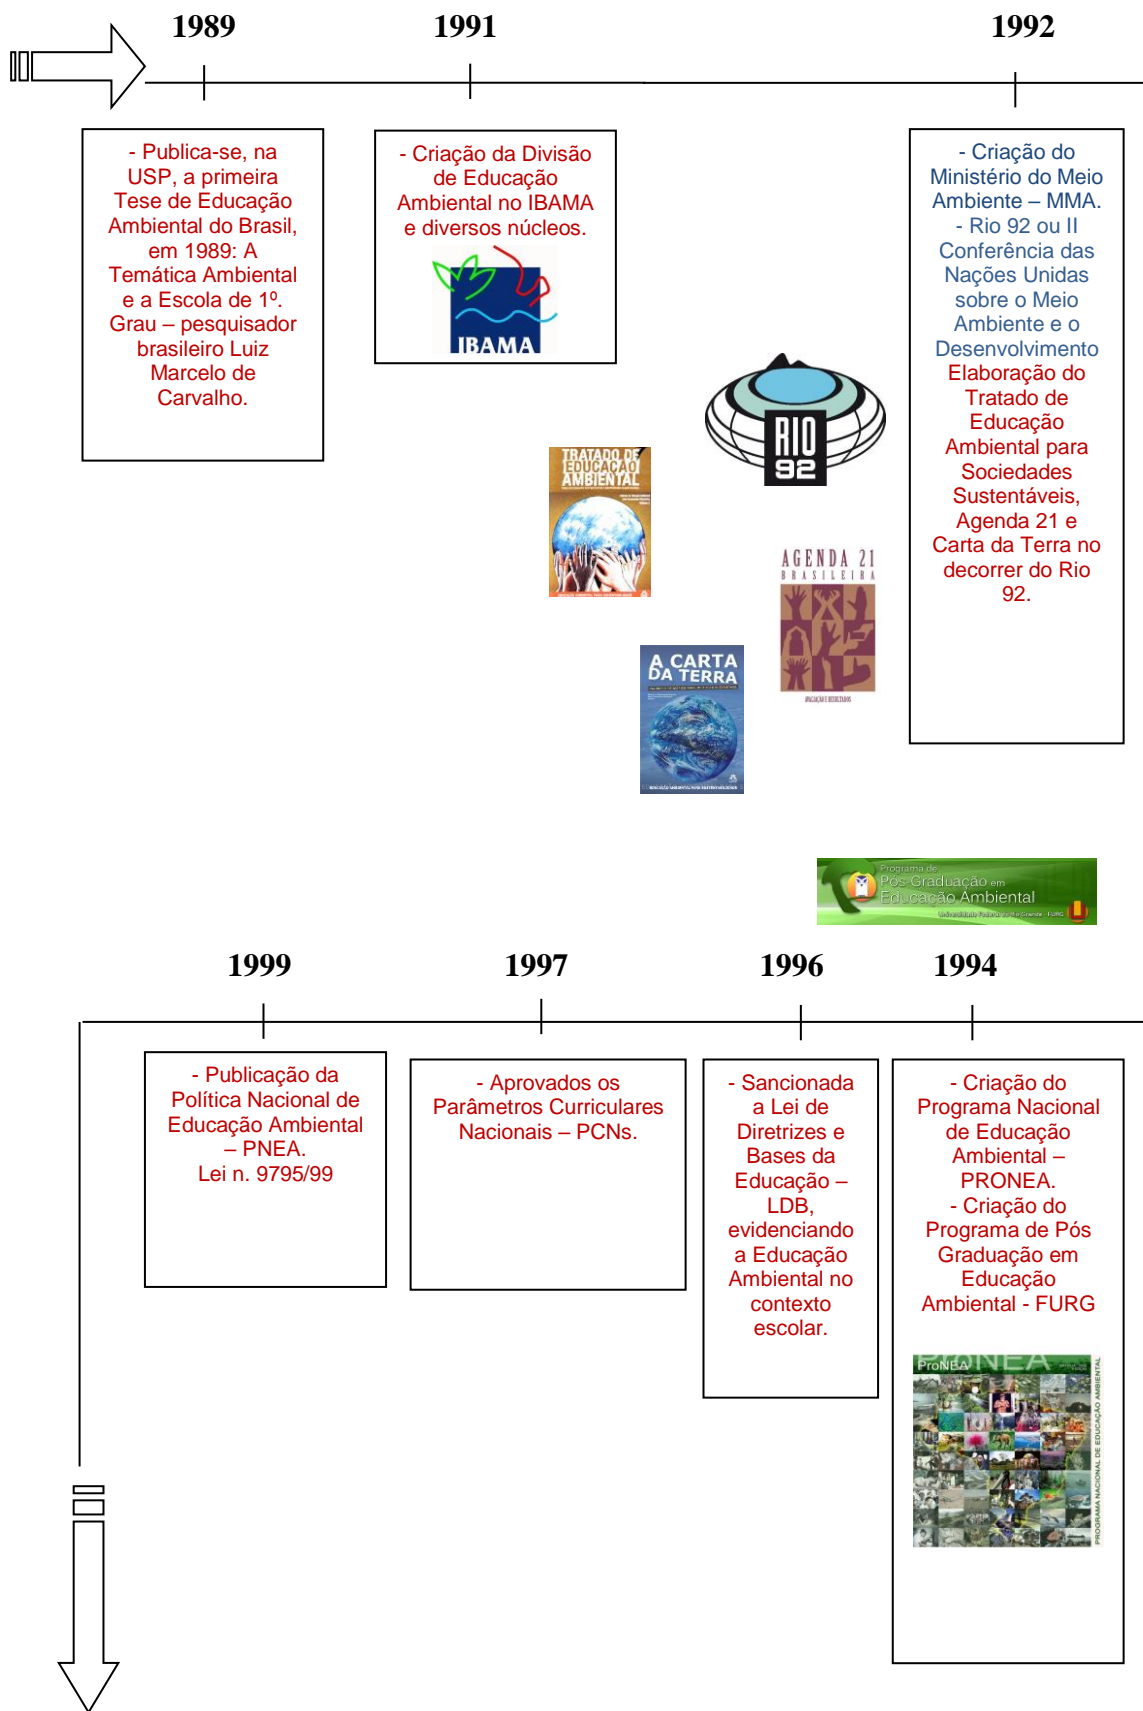 1989
1991
1992
- Publica-se, na
USP, a primeira
Tese de Educação
Ambiental do Brasil,
em 1989: A
Temática Ambiental
e a Escola de 1º.
Grau – pesquisador
brasileiro Luiz
Marcelo de
Carvalho.
- Criação da Divisão
de Educação
Ambiental no IBAMA
e diversos núcleos.
IBAMA
- Criação do
Ministério do Meio
Ambiente – MMA.
- Rio 92 ou II
Conferência das
Nações Unidas
sobre o Meio
Ambiente e o
Desenvolvimento
Elaboração do
Tratado de
Educação
Ambiental para
Sociedades
Sustentáveis,
Agenda 21 e
Carta da Terra no
decorrer do Rio
92.
RIO
92
TRATADO DE
EDUCAÇÃO
AMBIENTAL
AGENDA 21
BRASILEIRA
AVALIAÇÃO E RESULTADOS
A CARTA
DA TERRA
Programa de
Pós-Graduação em
Educação Ambiental
Universidade Federal do Rio Grande - FURG
1999
1997
1996
1994
- Publicação da
Política Nacional de
Educação Ambiental
– PNEA.
Lei n. 9795/99
- Aprovados os
Parâmetros Curriculares
Nacionais – PCNs.
- Sancionada
a Lei de
Diretrizes e
Bases da
Educação –
LDB,
evidenciando
a Educação
Ambiental no
contexto
escolar.
- Criação do
Programa Nacional
de Educação
Ambiental –
PRONEA.
- Criação do
Programa de Pós
Graduação em
Educação
Ambiental - FURG
ProNEA
PROGRAMA NACIONAL DE EDUCAÇÃO AMBIENTAL